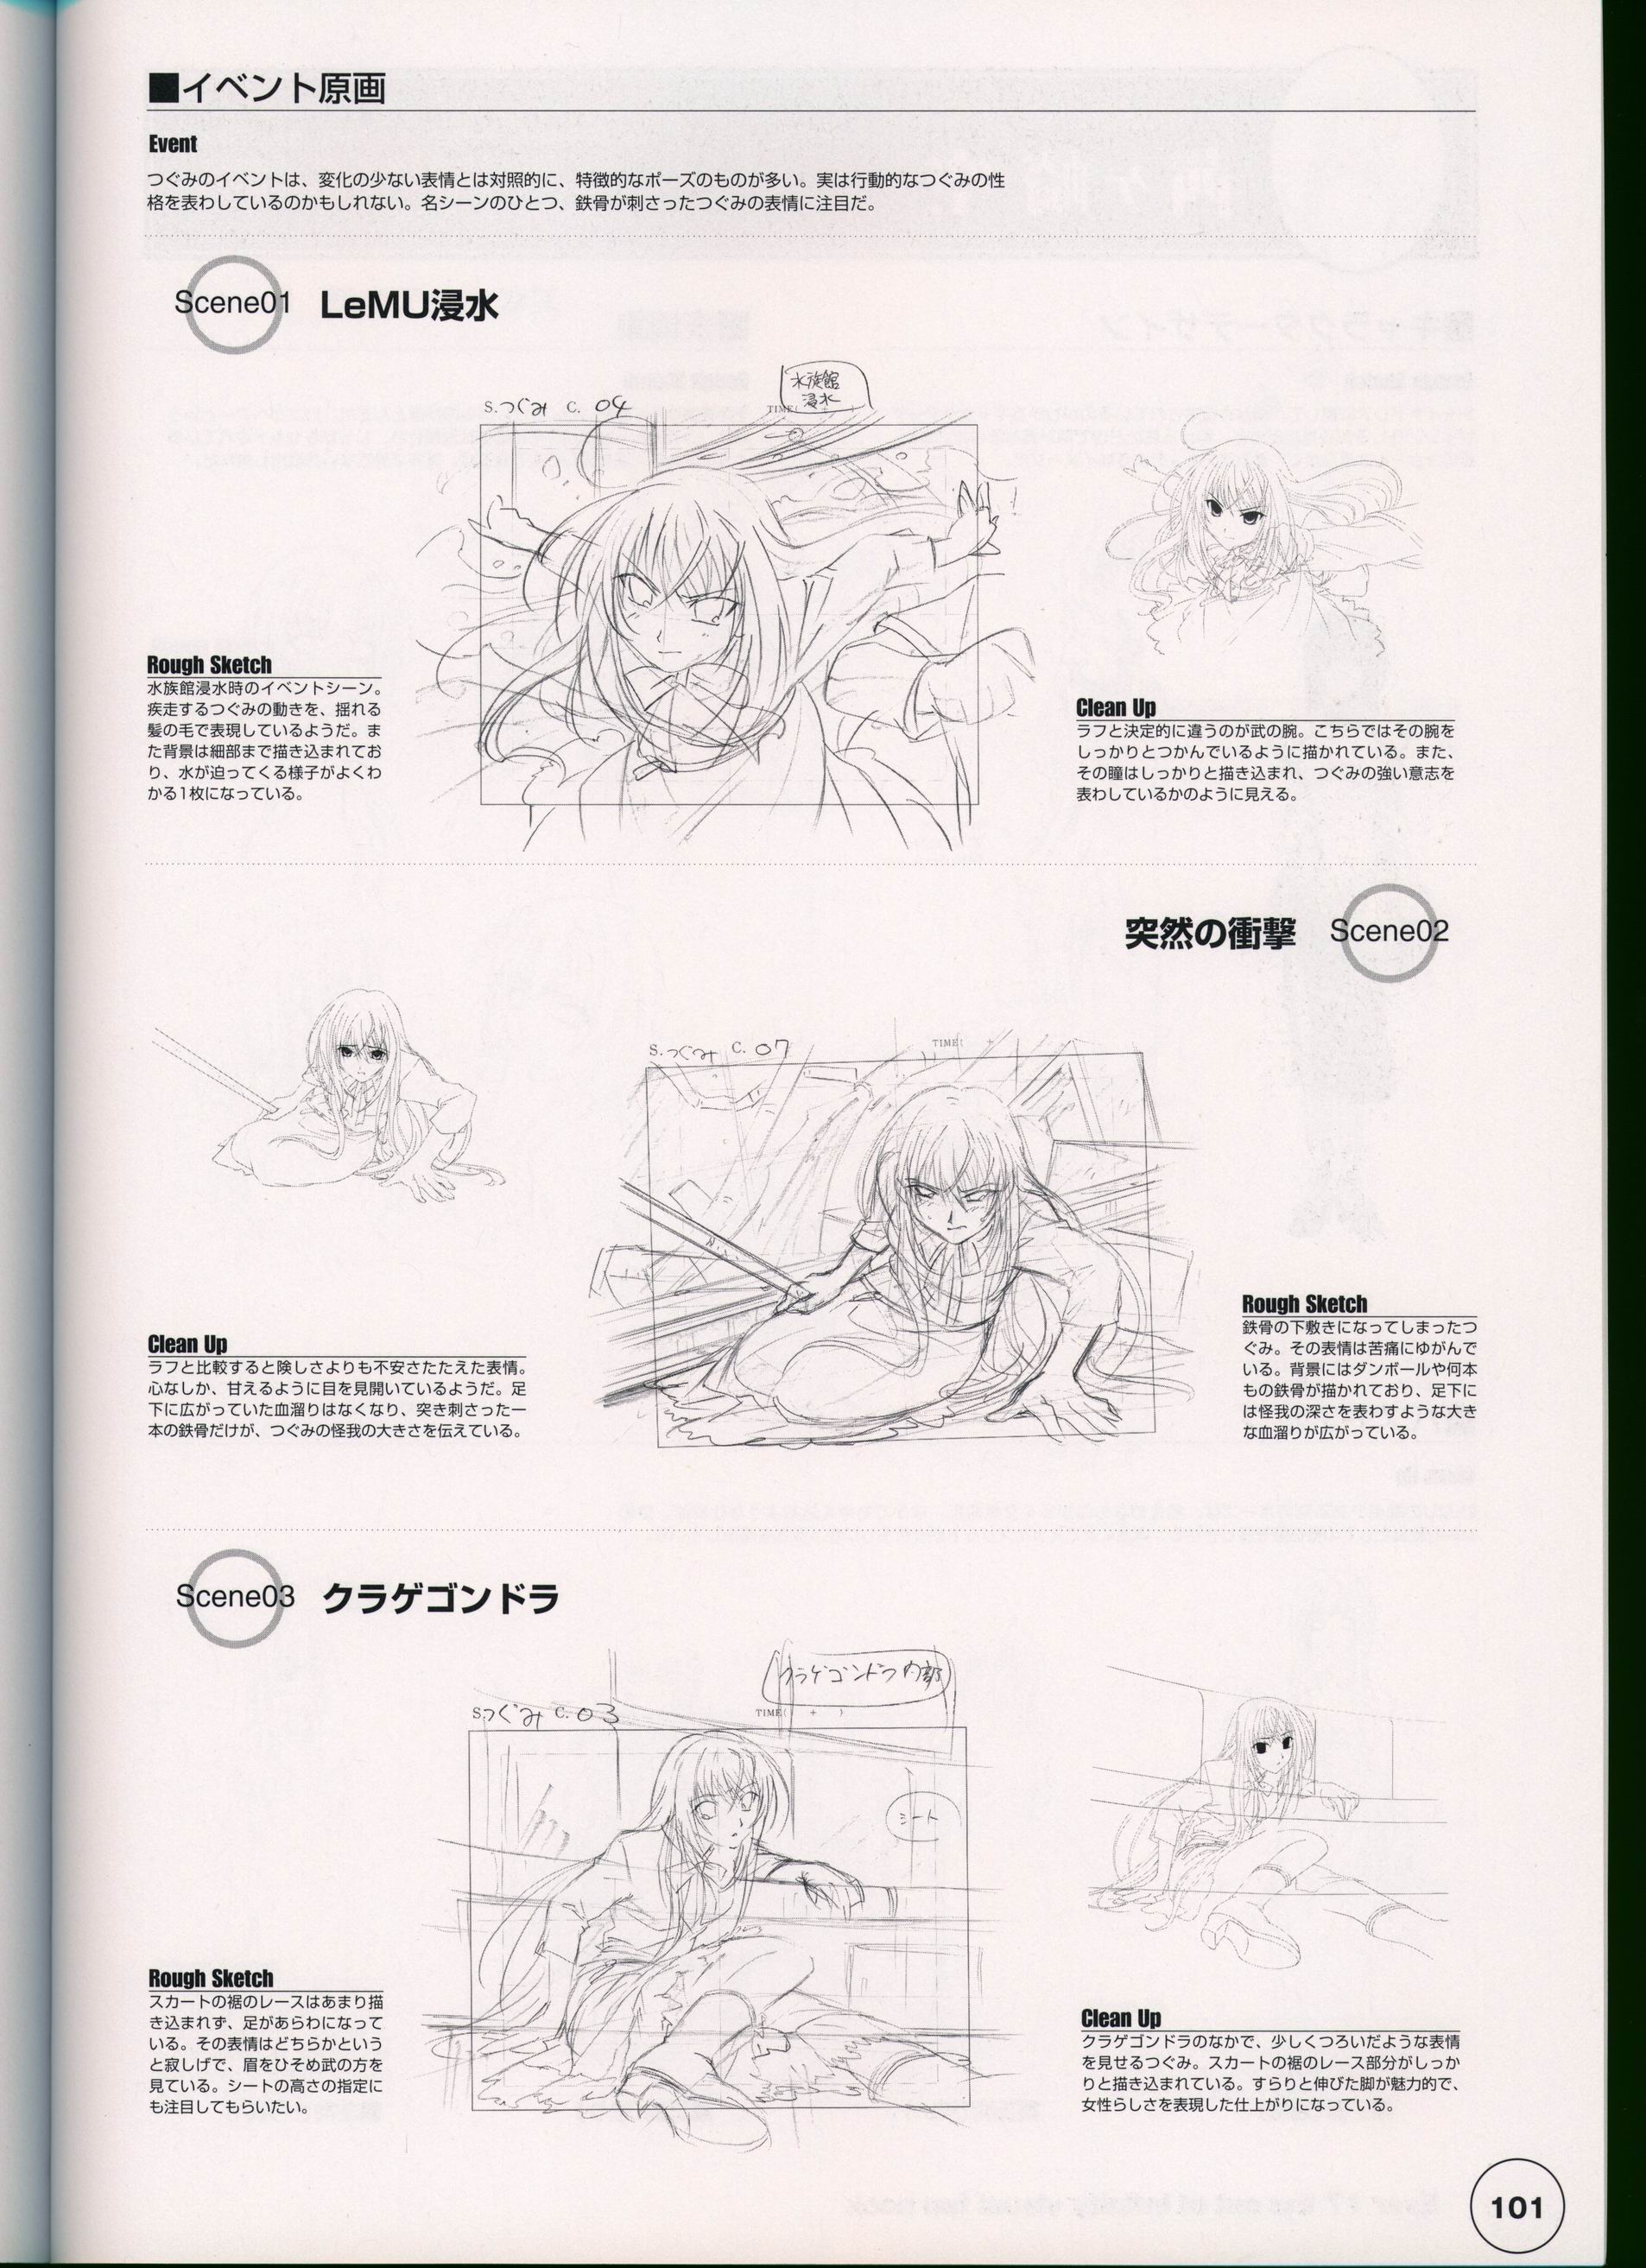 ■イベント原画
Event
つぐみのイベントは、変化の少ない表情とは対照的に、特徴的なポーズのものが多い。実は行動的なつぐみの性
格を表わしているのかもしれない。名シーンのひとつ、鉄骨が刺さったつぐみの表情に注目だ。
Scene01 LeMU浸水
水族館
浸水
S.つぐみ C. 04
TIME( + )
Rough Sketch
水族館浸水時のイベントシーン。
疾走するつぐみの動きを、揺れる
髪の毛で表現しているようだ。ま
た背景は細部まで描き込まれてお
り、水が迫ってくる様子がよくわ
かる1枚になっている。
Clean Up
ラフと決定的に違うのが武の腕。こちらではその腕を
しっかりとつかんでいるように描かれている。また、
その瞳はしっかりと描き込まれ、つぐみの強い意志を
表わしているかのように見える。
突然の衝撃 Scene02
S.つぐみ C. 07
TIME( +
Clean Up
ラフと比較すると険しさよりも不安さたたえた表情。
心なしか、甘えるように目を見開いているようだ。足
下に広がっていた血溜りはなくなり、突き刺さった一
本の鉄骨だけが、つぐみの怪我の大きさを伝えている。
Rough Sketch
鉄骨の下敷きになってしまったつ
ぐみ。その表情は苦痛にゆがんで
いる。背景にはダンボールや何本
もの鉄骨が描かれており、足下に
は怪我の深さを表わすような大き
な血溜りが広がっている。
Scene03 クラゲゴンドラ
クラゲゴンドラ内部
S.つぐみ C. 03
TIME( + )
シート
Rough Sketch
スカートの裾のレースはあまり描
き込まれず、足があらわになって
いる。その表情はどちらかという
と寂しげで、眉をひそめ武の方を
見ている。シートの高さの指定に
も注目してもらいたい。
Clean Up
クラゲゴンドラのなかで、少しくつろいだような表情
を見せるつぐみ。スカートの裾のレース部分がしっか
りと描き込まれている。すらりと伸びた脚が魅力的で、
女性らしさを表現した仕上がりになっている。
101